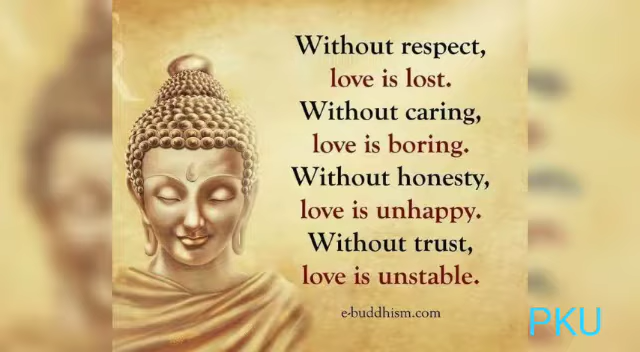 Without respect,
love is lost.
Without caring,
love is boring.
Without honesty,
love is unhappy.
Without trust,
love is unstable.
e-buddhism.com
PKU